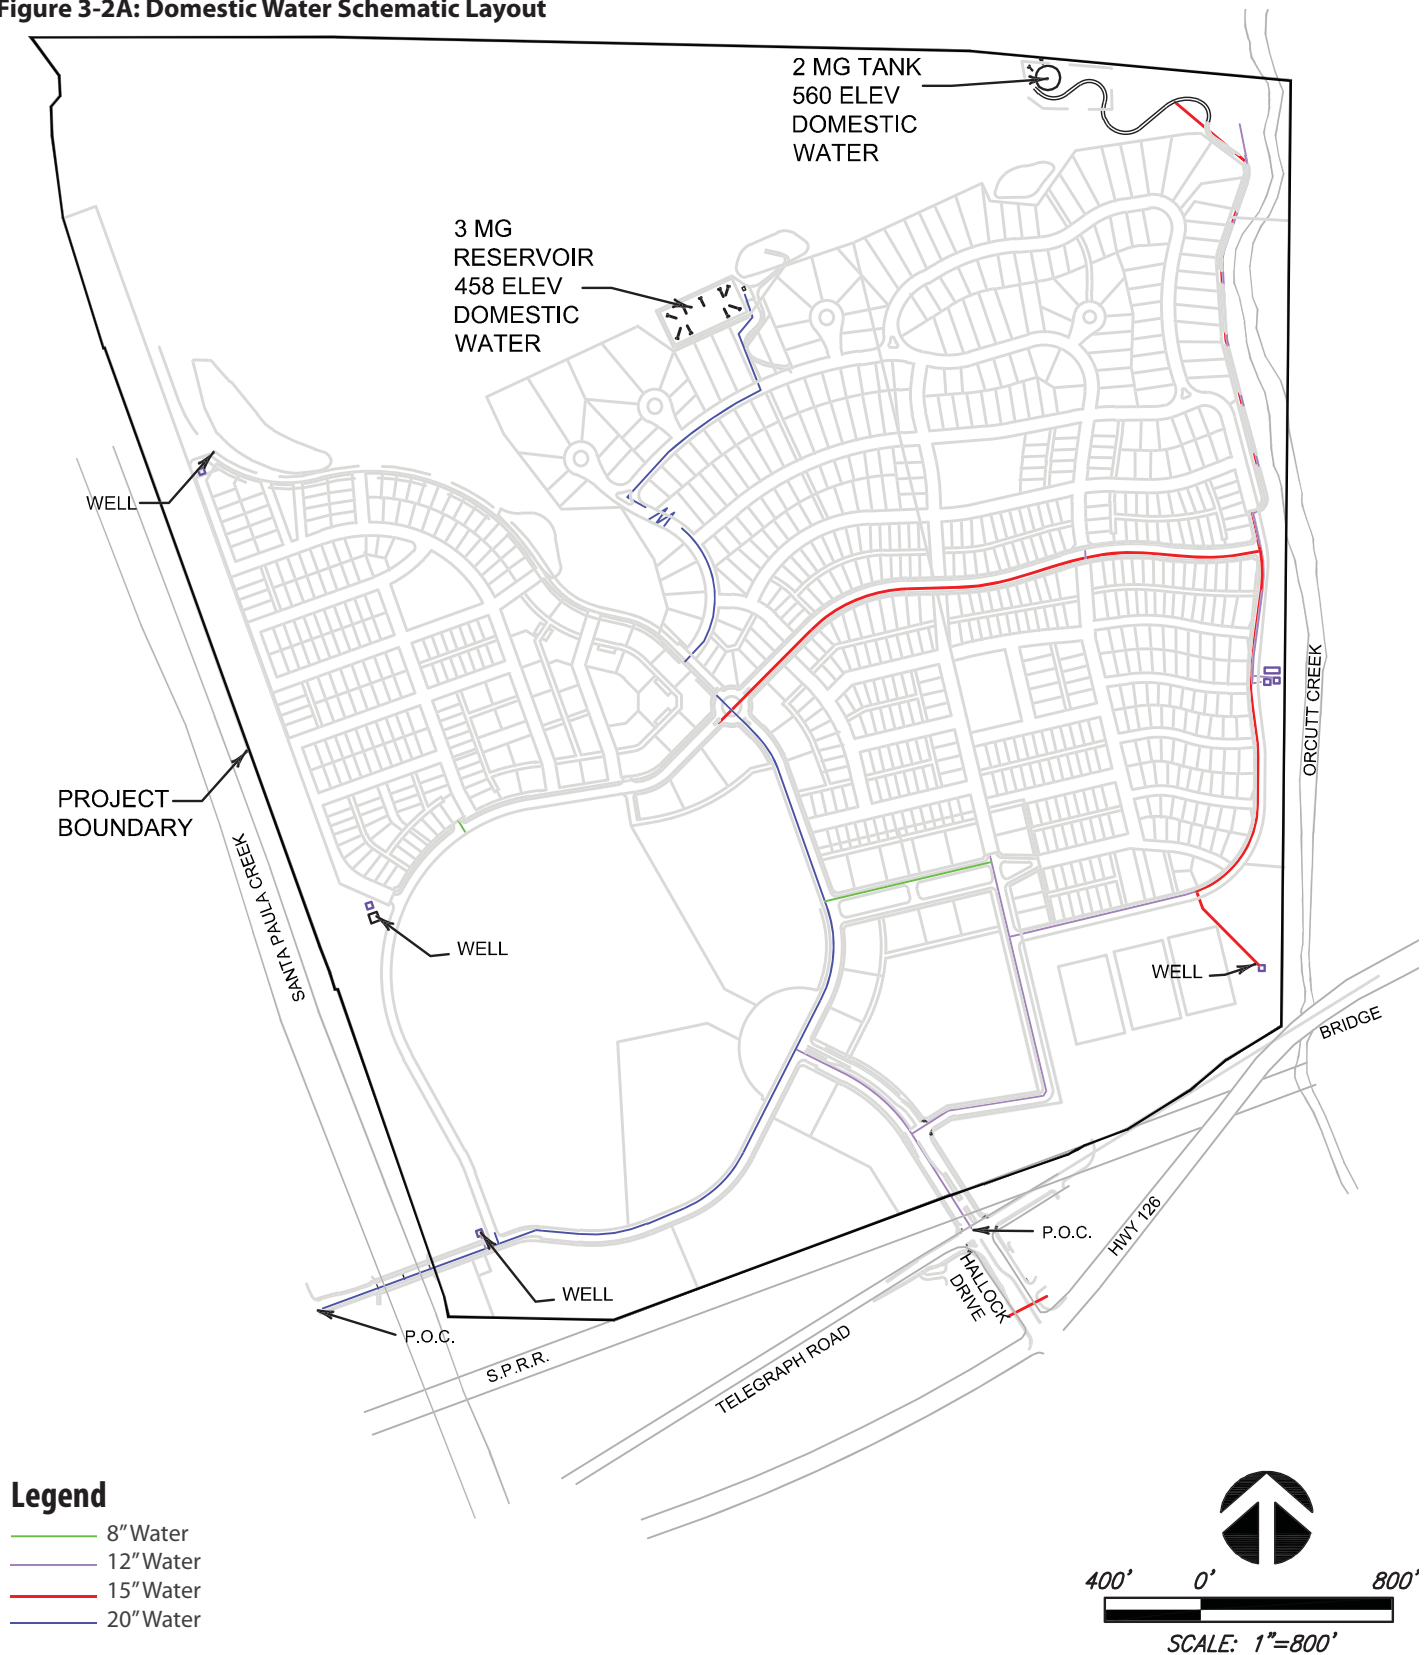 Figure 3-2A: Domestic Water Schematic Layout
2 MG TANK
560 ELEV
DOMESTIC
WATER
3 MG
RESERVOIR
458 ELEV
DOMESTIC
WATER
WELL
PROJECT
BOUNDARY
SANTA PAULA CREEK
ORCUTT CREEK
WELL
WELL
BRIDGE
P.O.C.
HWY 126
HALLOCK
DRIVE
WELL
P.O.C.
S.P.R.R.
TELEGRAPH ROAD
Legend
8" Water
12" Water
15" Water
20" Water
400' 0' 800'
SCALE: 1"=800'